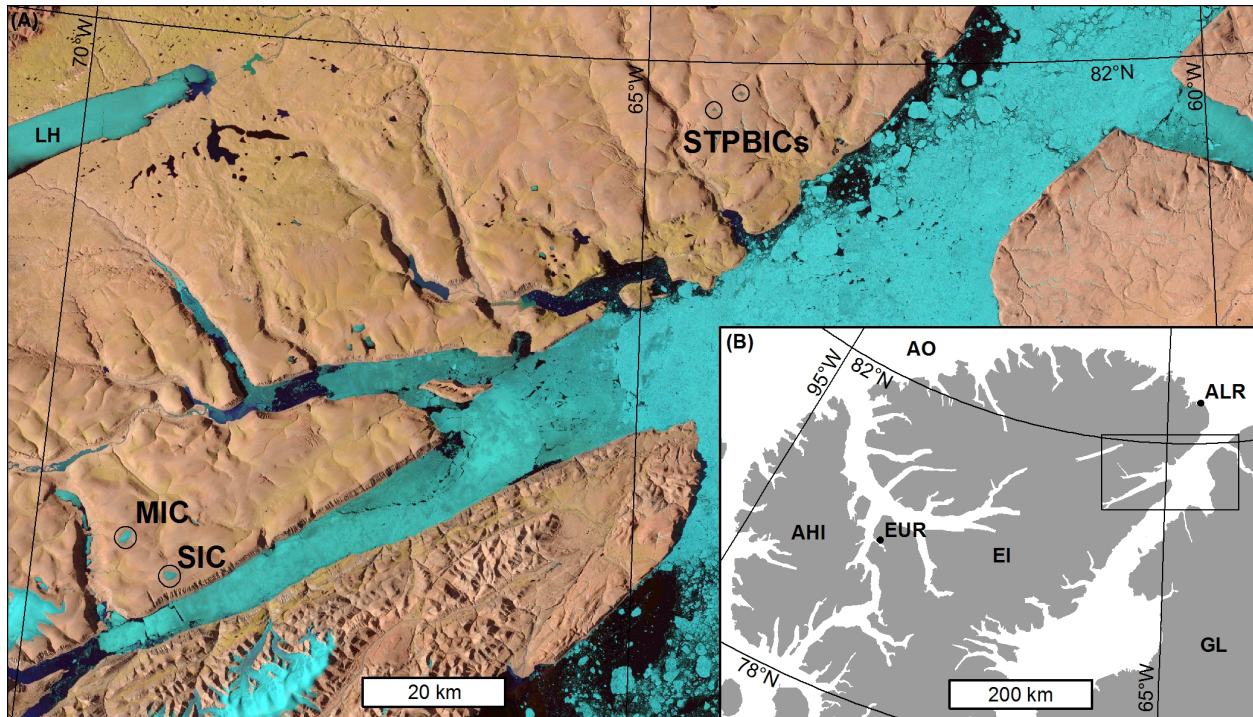 (A)
70°W
65°W
82°N
60°W
LH
STPBICs
MIC
SIC
20 km
(B)
AO
95°W
82°N
ALR
AHI
EUR
EI
GL
78°N
65°W
200 km